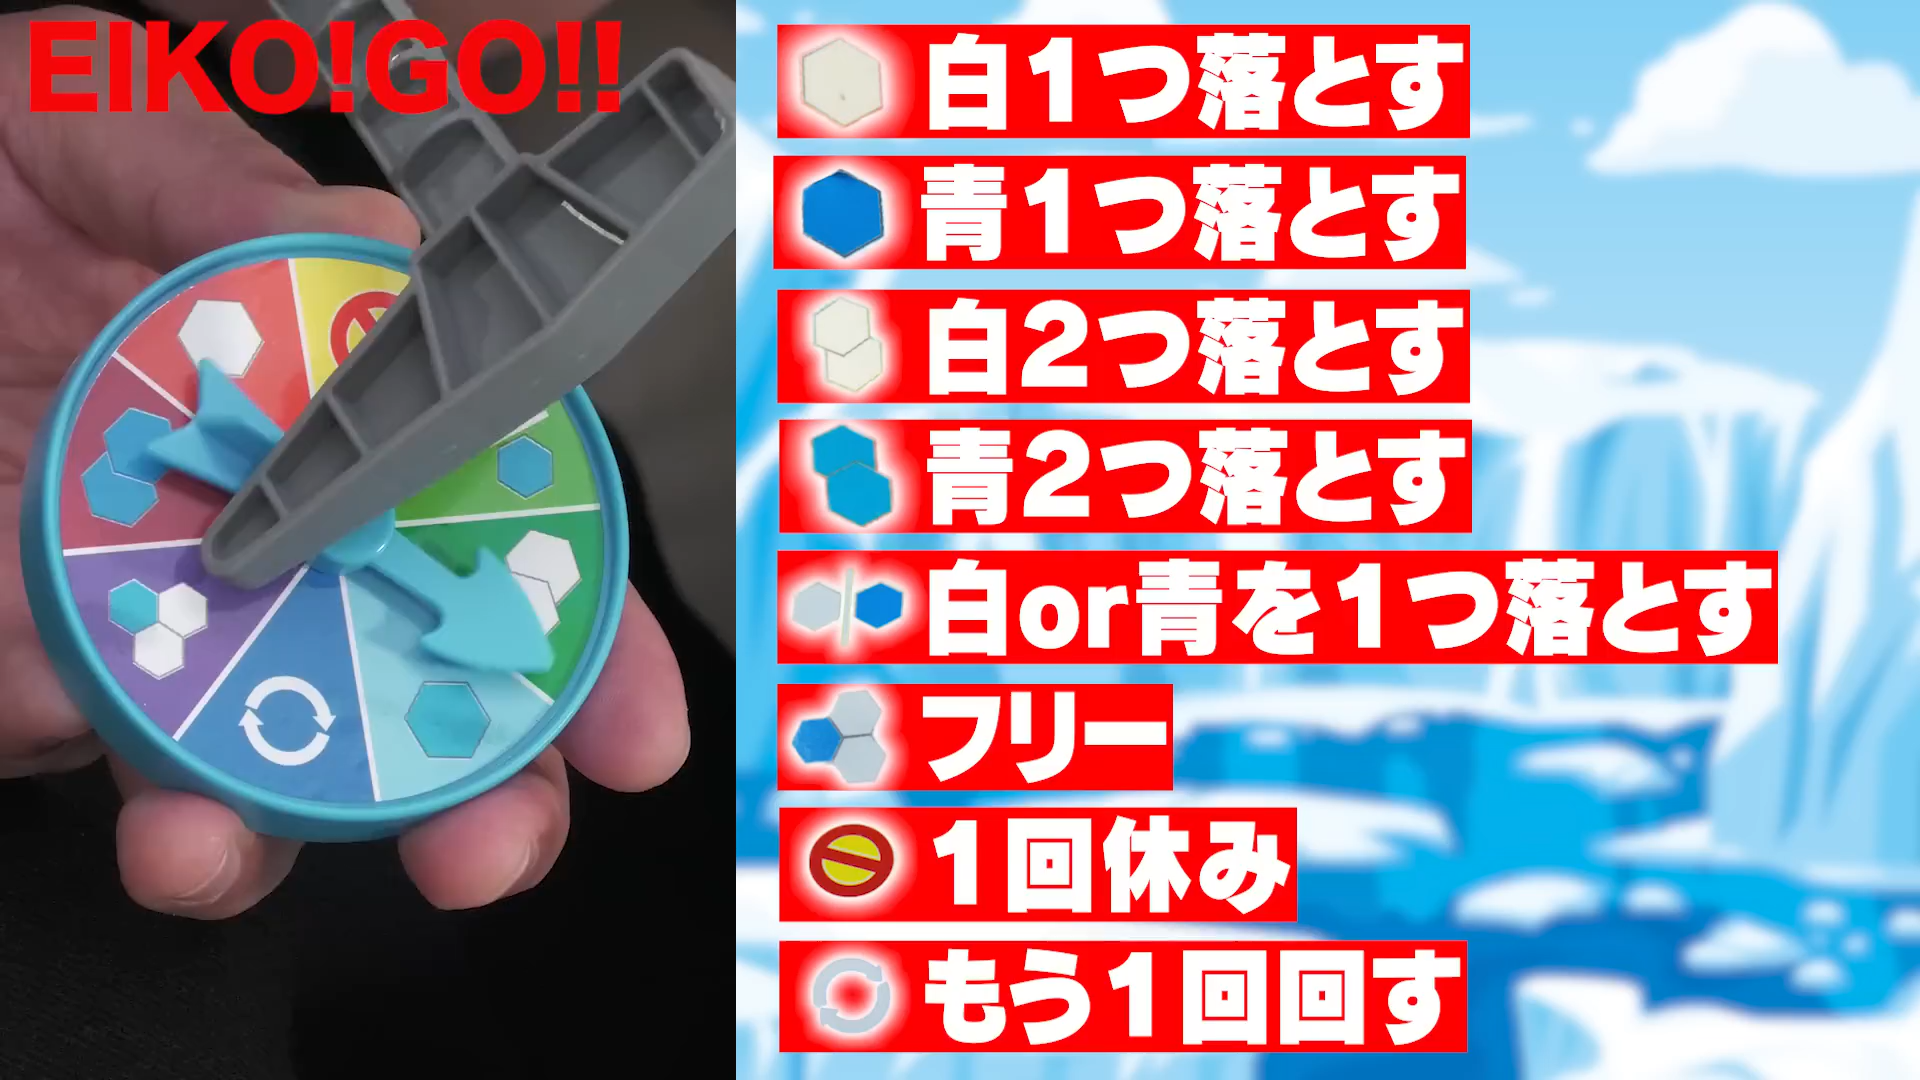 EIKO!GO!!
白1つ落とす
青1つ落とす
白2つ落とす
青2つ落とす
白or青を1つ落とす
フリー
1回休み
もう1回回す